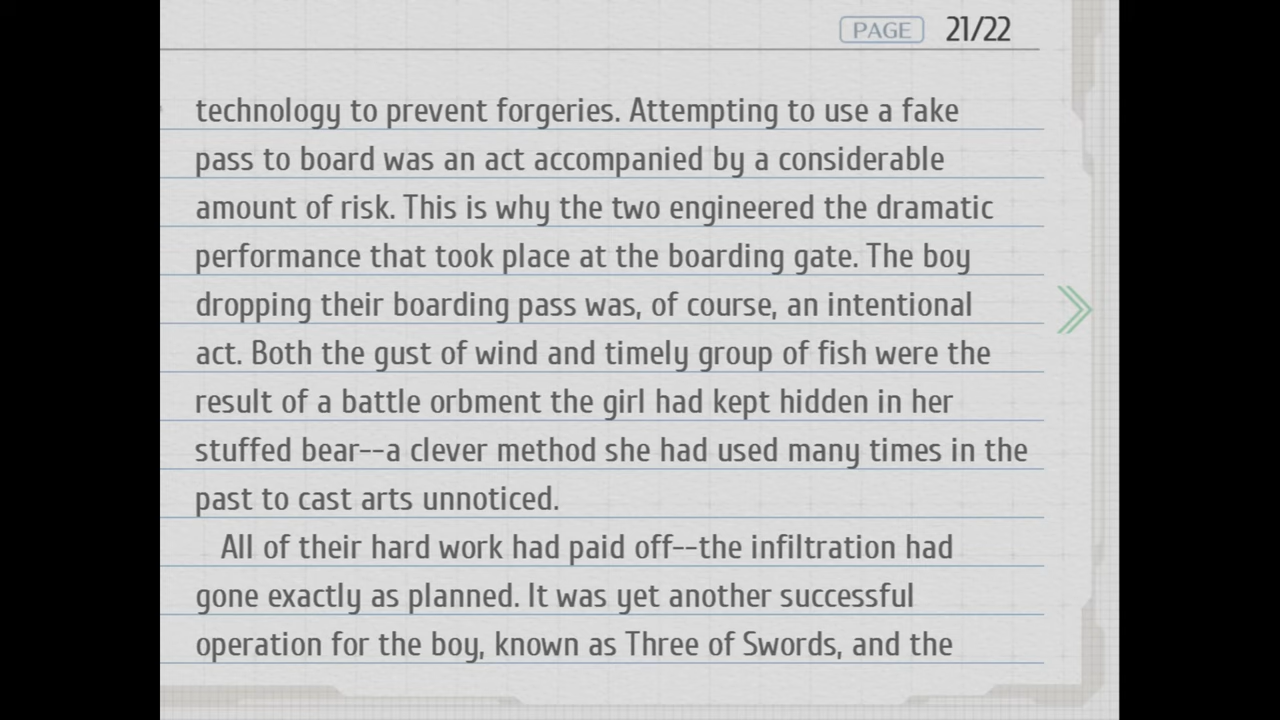 PAGE 21/22
technology to prevent forgeries. Attempting to use a fake
pass to board was an act accompanied by a considerable
amount of risk. This is why the two engineered the dramatic
performance that took place at the boarding gate. The boy
dropping their boarding pass was, of course, an intentional
act. Both the gust of wind and timely group of fish were the
result of a battle orbment the girl had kept hidden in her
stuffed bear--a clever method she had used many times in the
past to cast arts unnoticed.
All of their hard work had paid off--the infiltration had
gone exactly as planned. It was yet another successful
operation for the boy, known as Three of Swords, and the